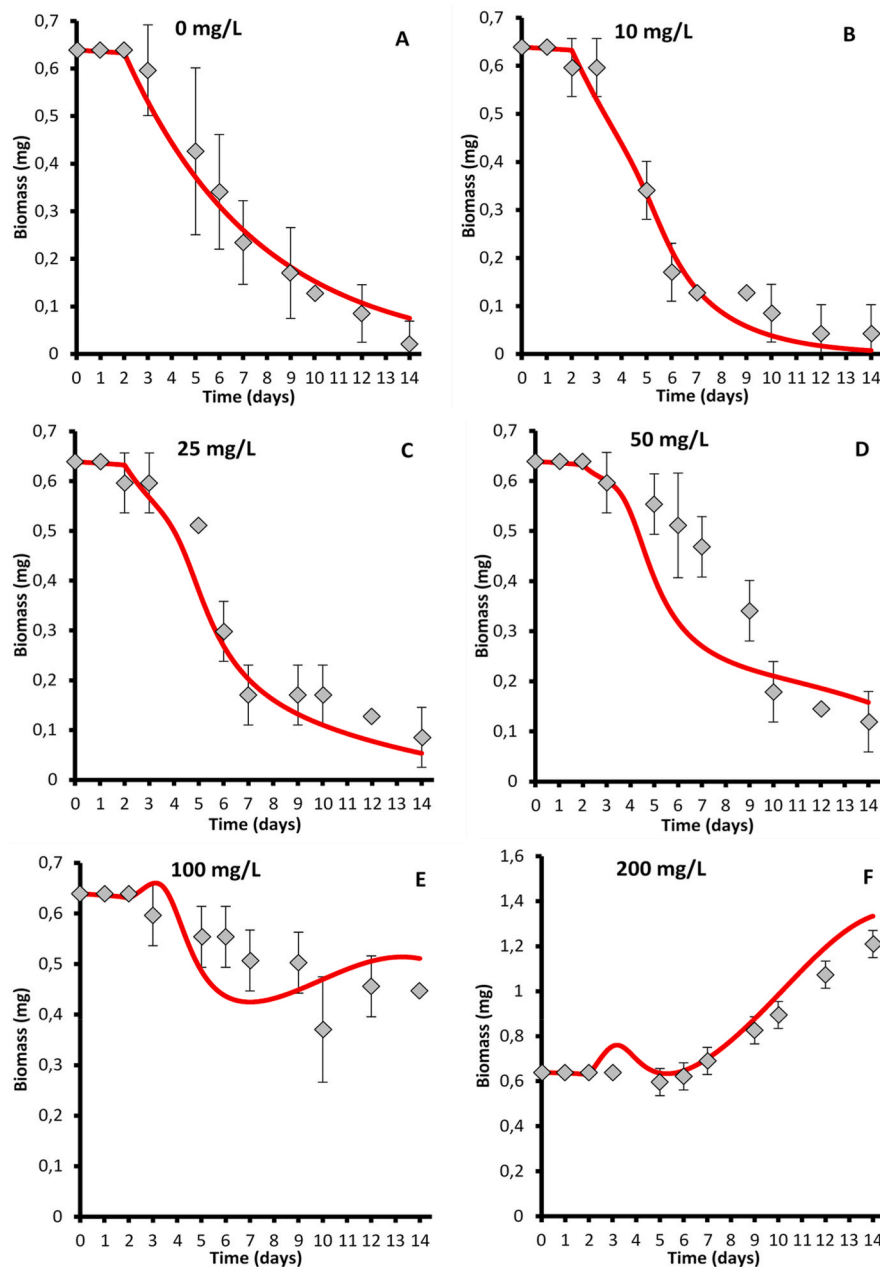 0 mg/L
A
Biomass (mg)
0,7
0,6
0,5
0,4
0,3
0,2
0,1
0
0 1 2 3 4 5 6 7 8 9 10 11 12 13 14
Time (days)
10 mg/L
B
Biomass (mg)
0,7
0,6
0,5
0,4
0,3
0,2
0,1
0
0 1 2 3 4 5 6 7 8 9 10 11 12 13 14
Time (days)
25 mg/L
C
Biomass (mg)
0,7
0,6
0,5
0,4
0,3
0,2
0,1
0
0 1 2 3 4 5 6 7 8 9 10 11 12 13 14
Time (days)
50 mg/L
D
Biomass (mg)
0,7
0,6
0,5
0,4
0,3
0,2
0,1
0
0 1 2 3 4 5 6 7 8 9 10 11 12 13 14
Time (days)
100 mg/L
E
Biomass (mg)
0,7
0,6
0,5
0,4
0,3
0,2
0,1
0
0 1 2 3 4 5 6 7 8 9 10 11 12 13 14
Time (days)
200 mg/L
F
Biomass (mg)
1,6
1,4
1,2
1
0,8
0,6
0,4
0,2
0
0 1 2 3 4 5 6 7 8 9 10 11 12 13 14
Time (days)